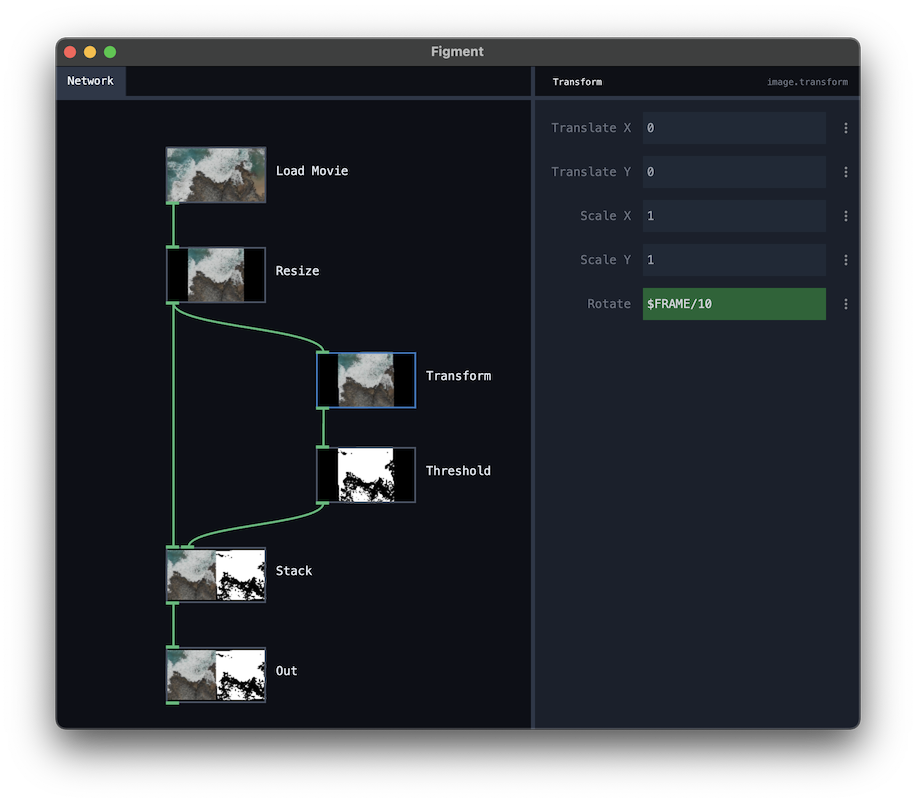 Figment
Network
Transform
image.transform
Load Movie
Resize
Transform
Threshold
Stack
Out
Translate X 0
Translate Y 0
Scale X 1
Scale Y 1
Rotate $FRAME/10